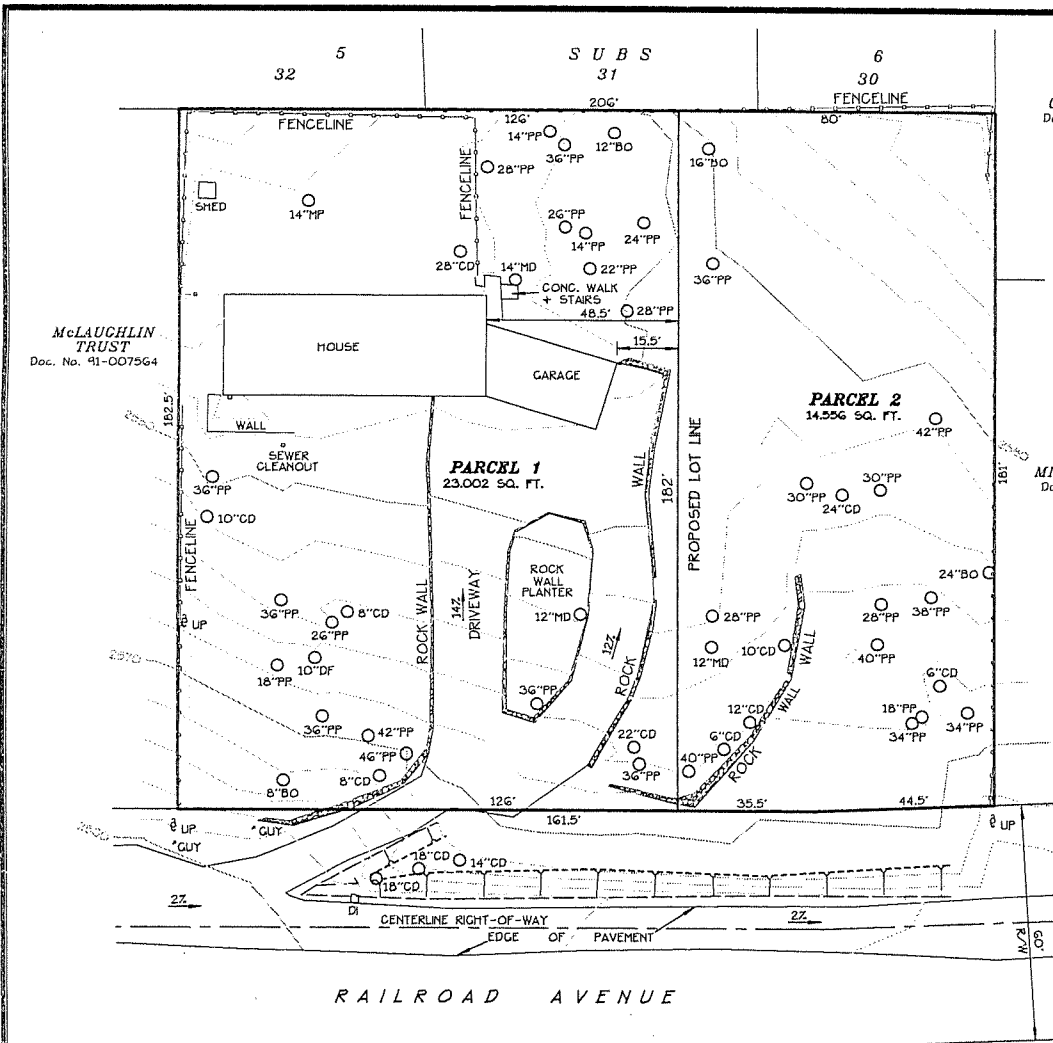 5
SUBS
6
32
31
30
206'
FENCELINE
FENCELINE
126'
80'
14"PP
36"PP
12"BO
16"BO
28"PP
FENCELINE
SHED
14"MP
26"PP
14"PP
24"PP
28"CD
14"MD
22"PP
36"PP
CONC. WALK
+ STAIRS
48.5'
28"PP
McLAUGHLIN
TRUST
Doc. No. 91-007564
HOUSE
15.5'
GARAGE
PARCEL 2
14,556 SQ. FT.
182.5'
42"PP
WALL
SEWER
CLEANOUT
PARCEL 1
23,002 SQ. FT.
WALL
182'
PROPOSED LOT LINE
2580
181'
36"PP
30"PP
30"PP
24"CD
10"CD
FENCELINE
ROCK
WALL
PLANTER
24"BO
36"PP
8"CD
26"PP
UP
ROCK WALL
14%
DRIVEWAY
12"MD
12%
ROCK
28"PP
28"PP
38"PP
2570
18"PP
10"DF
12"MD
10"CD
WALL
40"PP
6"CD
36"PP
36"PP
12"CD
WALL
18"PP
34"PP
34"PP
42"PP
46"PP
22"CD
6"CD
40"PP
ROCK
36"PP
8"BO
8"CD
126'
161.5'
35.5'
44.5'
UP
GUY
GUY
UP
18"CD
14"CD
18"CD
2%
DI
CENTERLINE RIGHT-OF-WAY
2%
EDGE OF PAVEMENT
60'
R/W
RAILROAD AVENUE